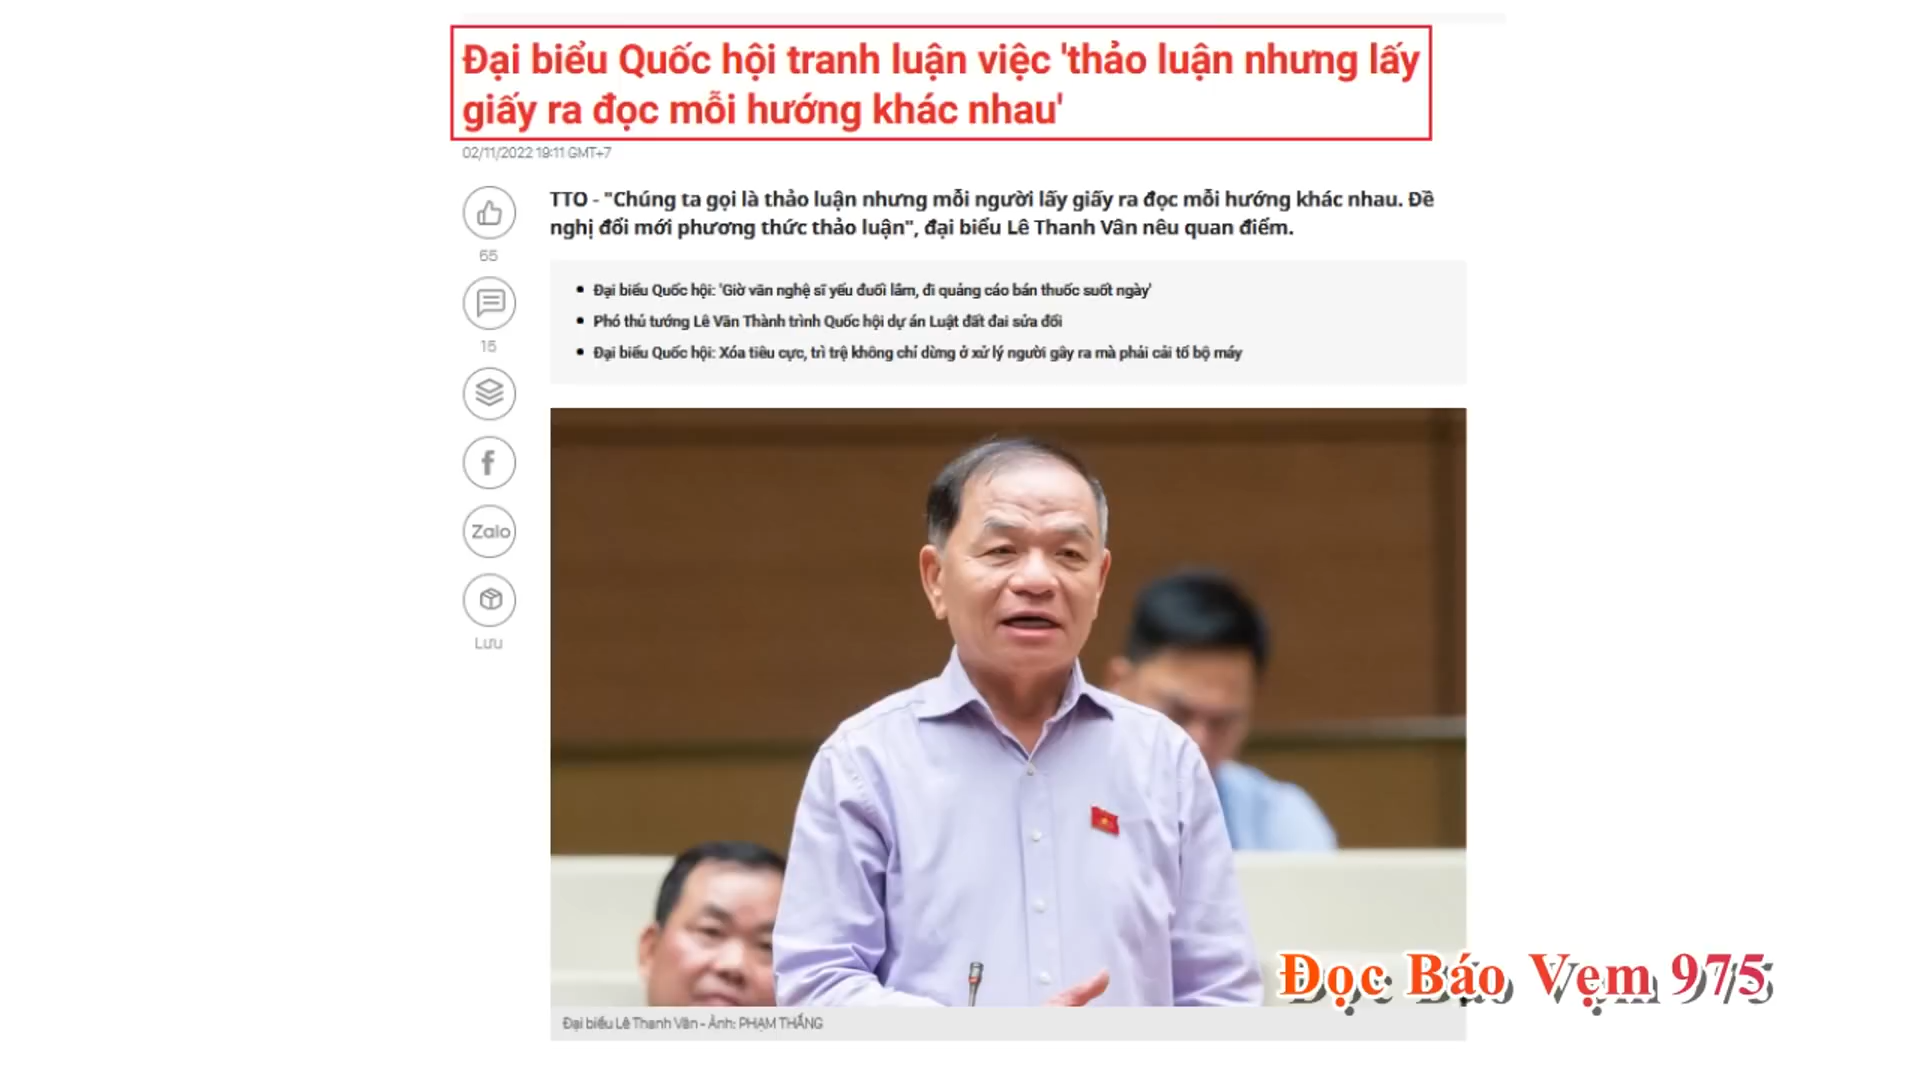 Đại biểu Quốc hội tranh luận việc 'thảo luận nhưng lấy
giấy ra đọc mỗi hướng khác nhau'
02/11/2022 19:11 GMT+7
TTO - "Chúng ta gọi là thảo luận nhưng mỗi người lấy giấy ra đọc mỗi hướng khác nhau. Đề
nghị đổi mới phương thức thảo luận", đại biểu Lê Thanh Vân nêu quan điểm.
65
15
Zalo
Lưu
Đại biểu Quốc hội: 'Giờ văn nghệ sĩ yếu đuối lắm, đi quảng cáo bán thuốc suốt ngày'
Phó thủ tướng Lê Văn Thành trình Quốc hội dự án Luật đất đai sửa đổi
Đại biểu Quốc hội: Xóa tiêu cực, trì trệ không chỉ dừng ở xử lý người gây ra mà phải cải tổ bộ máy
Đọc Báo Vẹm 975
Đại biểu Lê Thanh Vân - Ảnh: PHẠM THẮNG